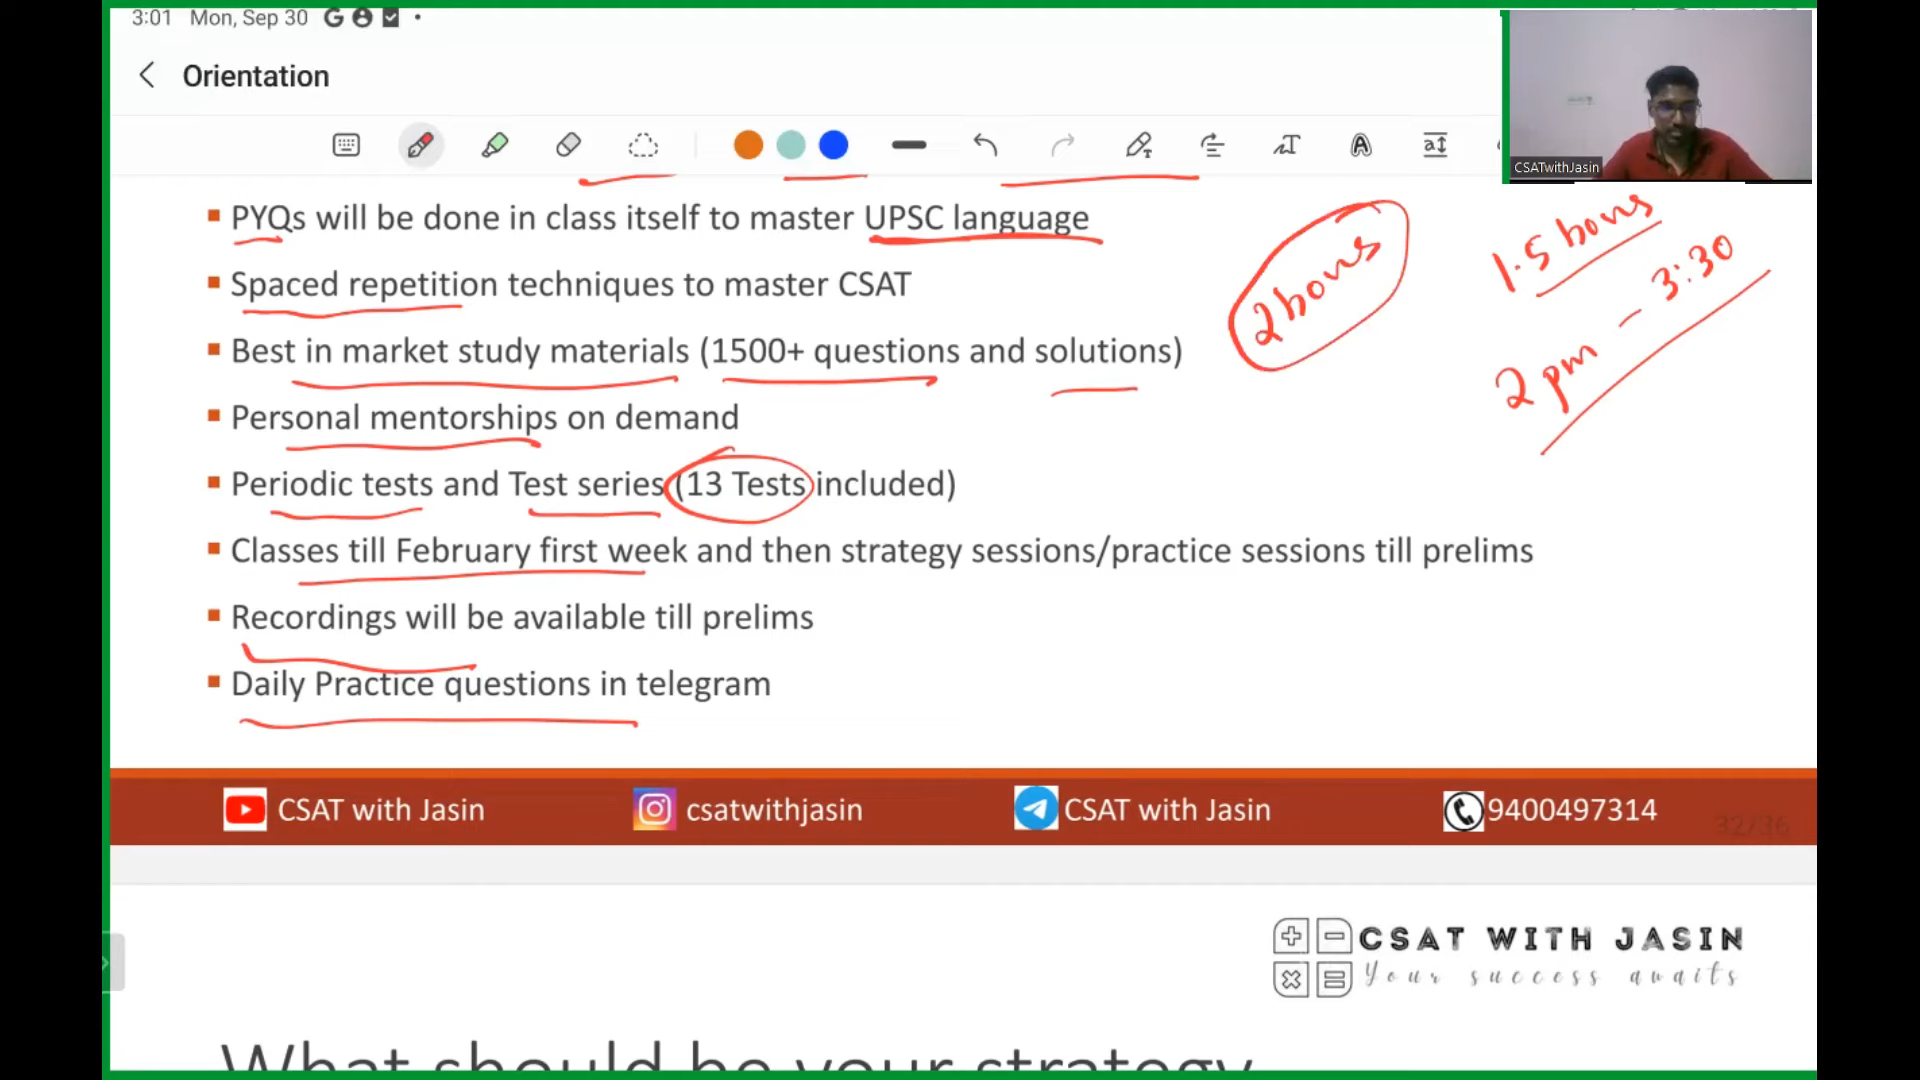 3:01 Mon, Sep 30
Orientation
CSATwithJasin
PYQs will be done in class itself to master UPSC language
Spaced repetition techniques to master CSAT
Best in market study materials (1500+ questions and solutions)
Personal mentorships on demand
Periodic tests and Test series (13 Tests included)
Classes till February first week and then strategy sessions/practice sessions till prelims
Recordings will be available till prelims
Daily Practice questions in telegram
2 hours
1.5 hours
2 pm - 3:30
CSAT with Jasin
csatwithjasin
CSAT with Jasin
9400497314
32/36
CSAT WITH JASIN
Your success awaits
What should be your strategy